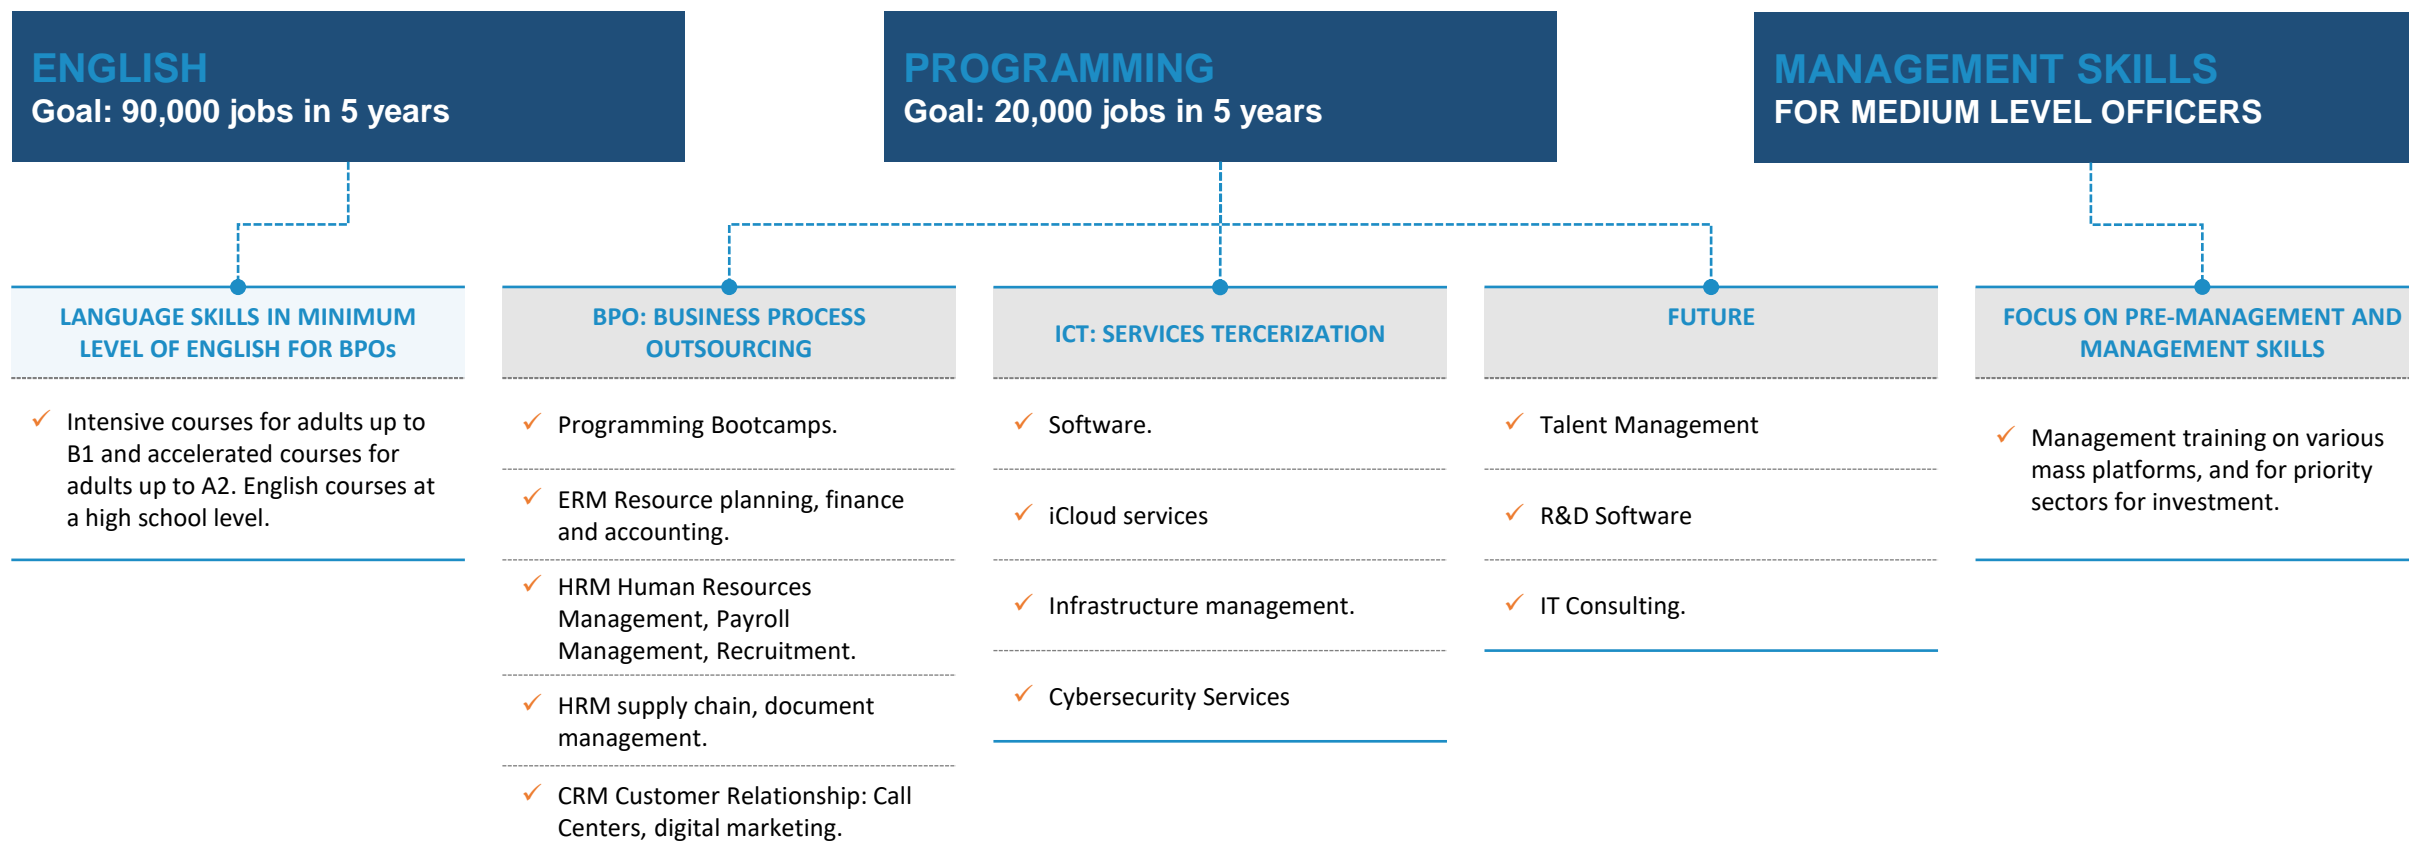 ENGLISH
Goal: 90,000 jobs in 5 years
PROGRAMMING
Goal: 20,000 jobs in 5 years
MANAGEMENT SKILLS
FOR MEDIUM LEVEL OFFICERS
LANGUAGE SKILLS IN MINIMUM
LEVEL OF ENGLISH FOR BPOs
Intensive courses for adults up to
B1 and accelerated courses for
adults up to A2. English courses at
a high school level.
BPO: BUSINESS PROCESS
OUTSOURCING
Programming Bootcamps.
ERM Resource planning, finance
and accounting.
HRM Human Resources
Management, Payroll
Management, Recruitment.
HRM supply chain, document
management.
CRM Customer Relationship: Call
Centers, digital marketing.
ICT: SERVICES TERCERIZATION
Software.
iCloud services
Infrastructure management.
Cybersecurity Services
FUTURE
Talent Management
R&D Software
IT Consulting.
FOCUS ON PRE-MANAGEMENT AND
MANAGEMENT SKILLS
Management training on various
mass platforms, and for priority
sectors for investment.